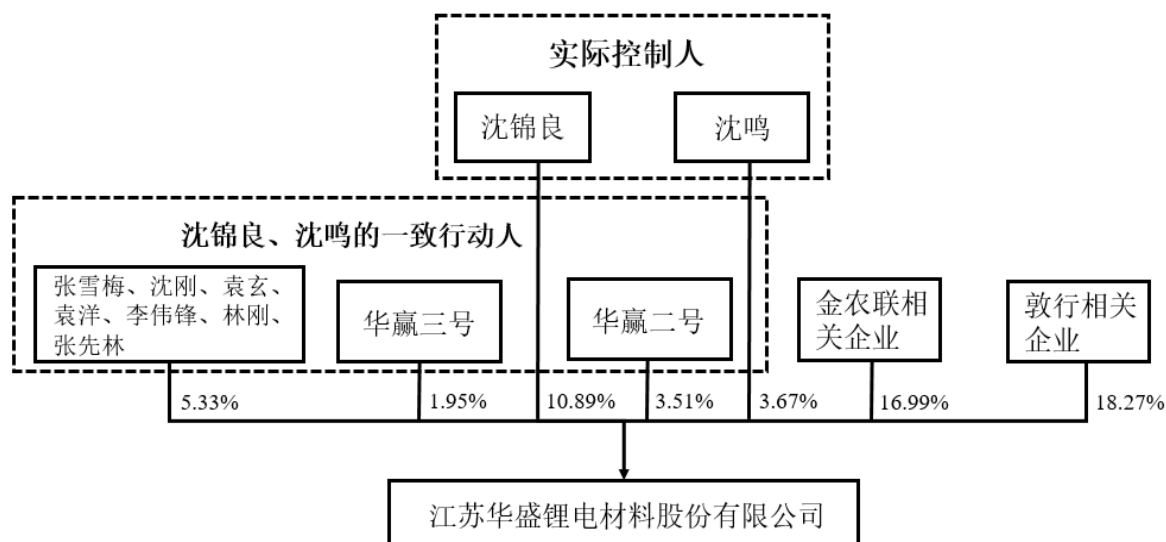 实际控制人
沈锦良
沈鸣
沈锦良、沈鸣的一致行动人
张雪梅、沈刚、袁玄、
袁洋、李伟锋、林刚、
张先林
华赢三号
华赢二号
金农联相
关企业
敦行相关
企业
5.33%
1.95%
10.89%
3.51%
3.67%
16.99%
18.27%
江苏华盛锂电材料股份有限公司